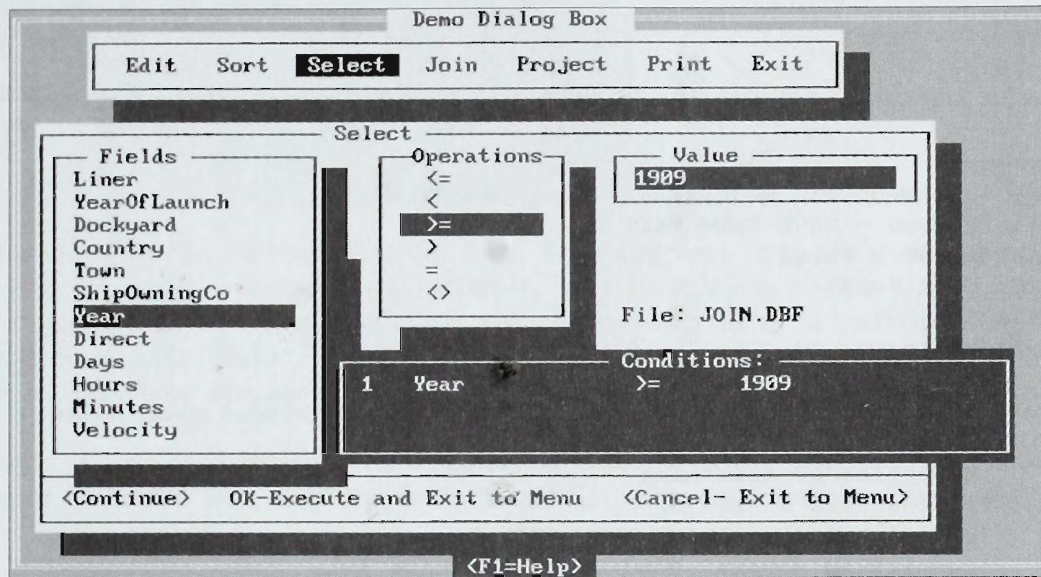 Demo Dialog Box
Edit Sort Select Join Project Print Exit
Select
Fields
Liner
YearOfLaunch
Dockyard
Country
Town
ShipOwningCo
Year
Direct
Days
Hours
Minutes
Velocity
Operations
<=
<
>=
>
=
<>
Value
1909
File: JOIN.DBF
Conditions:
1 Year >= 1909
<Continue> OK-Execute and Exit to Menu <Cancel- Exit to Menu>
<F1=Help>